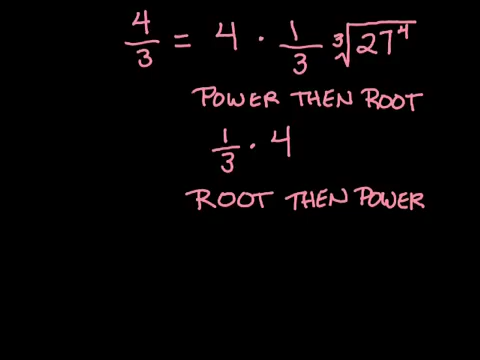 4/3 = 4 · 1/3 ∛27⁴
POWER THEN ROOT
1/3 · 4
ROOT THEN POWER